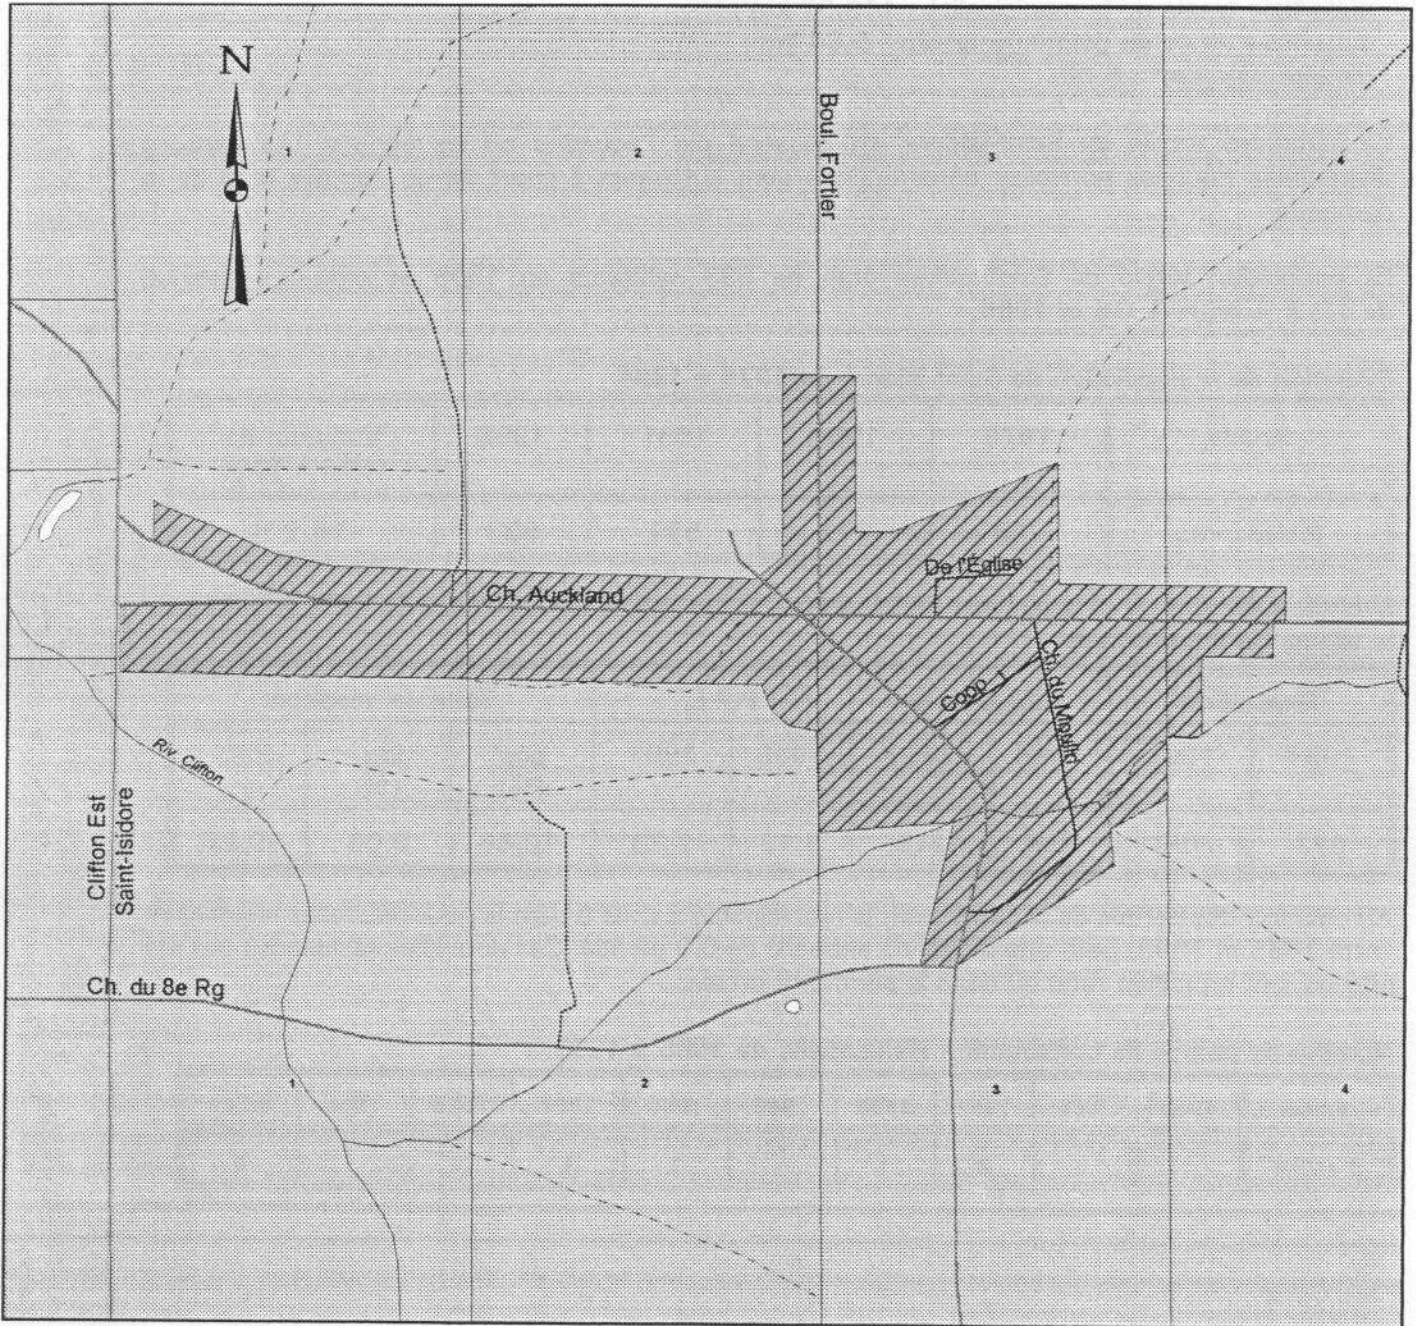 N
1
2
3
4
Boul. Fortier
De l'Église
Ch. Auckland
Coop
Ch. du Moulin
Riv. Clifton
Clifton Est
Saint-Isidore
Ch. du 8e Rg
1
2
3
4